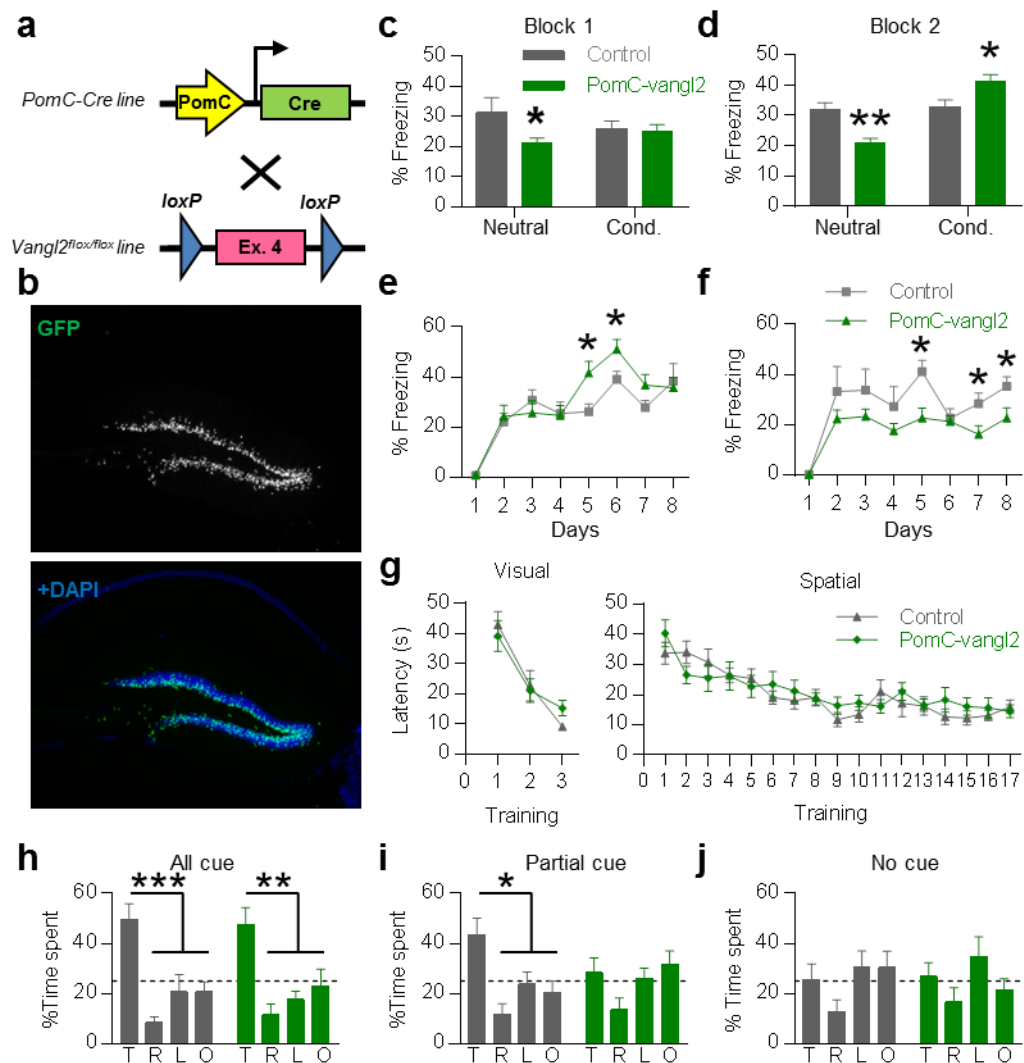 a
PomC-Cre line
PomC
Cre
loxP
loxP
Vangl2flox/flox line
Ex. 4
b
GFP
+DAPI
c
Block 1
Control
PomC-vangl2
% Freezing
50
40
30
20
10
0
*
Neutral
Cond.
d
Block 2
% Freezing
50
40
30
20
10
0
**
*
Neutral
Cond.
e
% Freezing
60
40
20
0
*
*
1 2 3 4 5 6 7 8
Days
f
Control
PomC-vangl2
% Freezing
60
40
20
0
*
*
*
1 2 3 4 5 6 7 8
Days
g
Visual
Latency (s)
50
40
30
20
10
0
0 1 2 3
Training
Spatial
Control
PomC-vangl2
50
40
30
20
10
0
0 1 2 3 4 5 6 7 8 9 10 11 12 13 14 15 16 17
Training
h
All cue
%Time spent
60
40
20
0
***
**
T R L O
T R L O
i
Partial cue
%Time spent
60
40
20
0
*
T R L O
T R L O
j
No cue
% Time spent
60
40
20
0
T R L O
T R L O